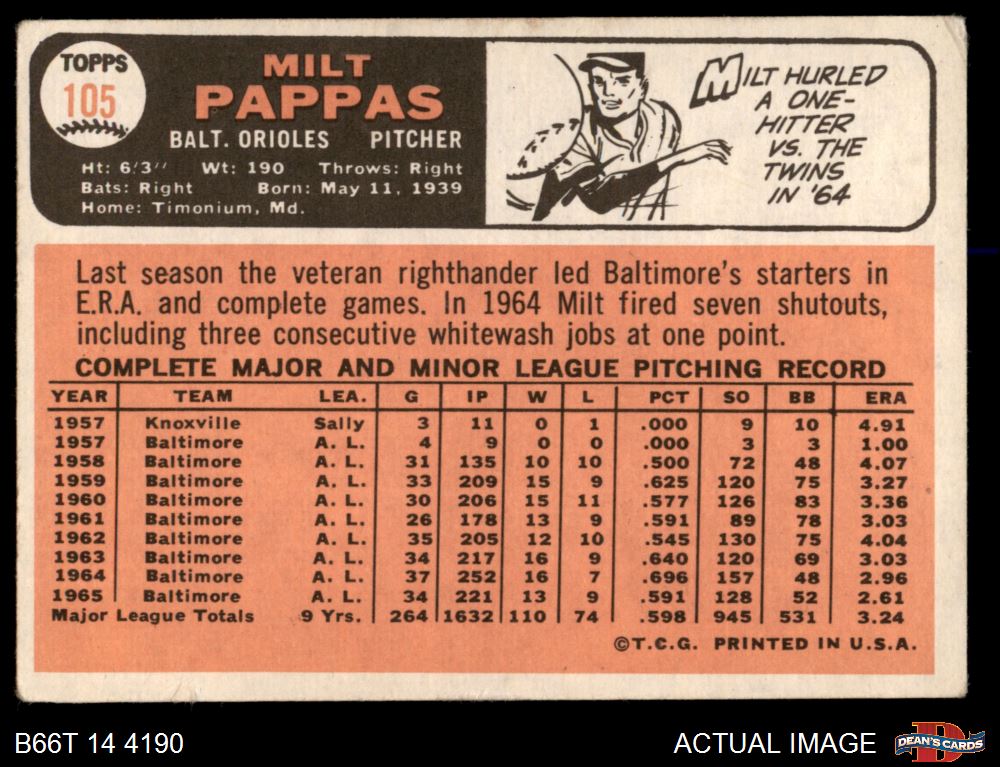 TOPPS
105
MILT
PAPPAS
BALT. ORIOLES PITCHER
Ht: 6'3'' Wt: 190 Throws: Right
Bats: Right Born: May 11, 1939
Home: Timonium, Md.
MILT HURLED
A ONE-
HITTER
VS. THE
TWINS
IN '64
Last season the veteran righthander led Baltimore's starters in
E.R.A. and complete games. In 1964 Milt fired seven shutouts,
including three consecutive whitewash jobs at one point.
COMPLETE MAJOR AND MINOR LEAGUE PITCHING RECORD
YEAR TEAM LEA. G IP W L PCT SO BB ERA
1957 Knoxville Sally 3 11 0 1 .000 9 10 4.91
1957 Baltimore A. L. 4 9 0 0 .000 3 3 1.00
1958 Baltimore A. L. 31 135 10 10 .500 72 48 4.07
1959 Baltimore A. L. 33 209 15 9 .625 120 75 3.27
1960 Baltimore A. L. 30 206 15 11 .577 126 83 3.36
1961 Baltimore A. L. 26 178 13 9 .591 89 78 3.03
1962 Baltimore A. L. 35 205 12 10 .545 130 75 4.04
1963 Baltimore A. L. 34 217 16 9 .640 120 69 3.03
1964 Baltimore A. L. 37 252 16 7 .696 157 48 2.96
1965 Baltimore A. L. 34 221 13 9 .591 128 52 2.61
Major League Totals 9 Yrs. 264 1632 110 74 .598 945 531 3.24
©T.C.G. PRINTED IN U.S.A.
B66T 14 4190
ACTUAL IMAGE
D
DEAN'S CARDS